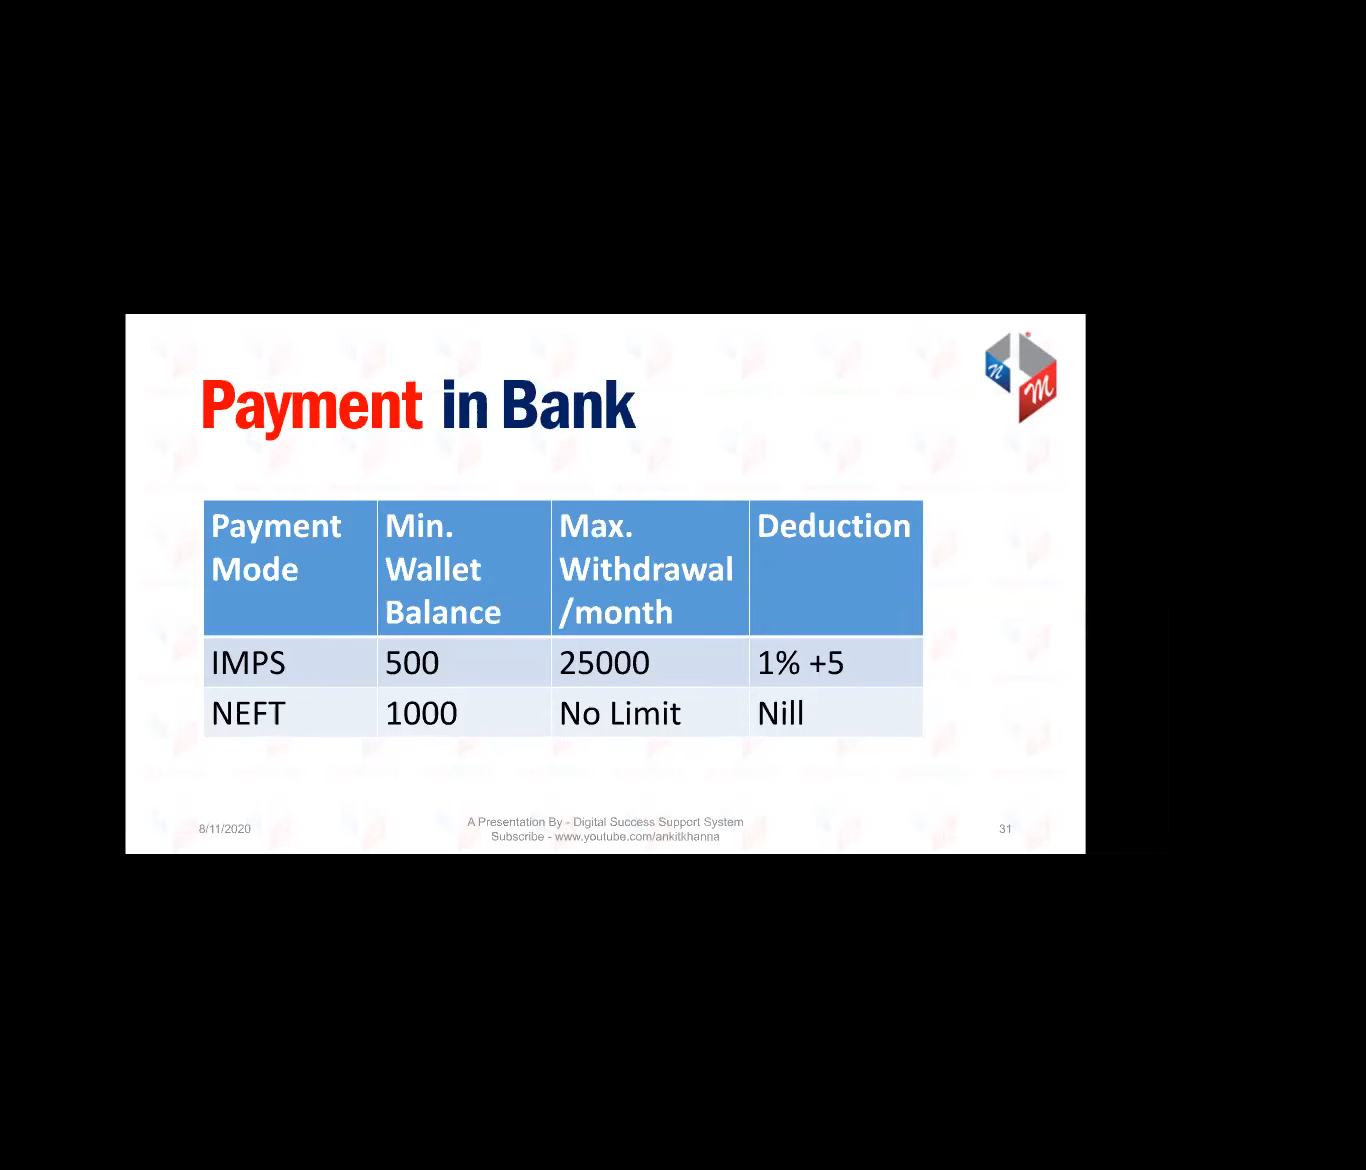 Payment in Bank
Payment Mode	Min. Wallet Balance	Max. Withdrawal /month	Deduction
IMPS	500	25000	1% +5
NEFT	1000	No Limit	Nill
8/11/2020
A Presentation By - Digital Success Support System
Subscribe - www.youtube.com/ankitkhanna
31
n
m